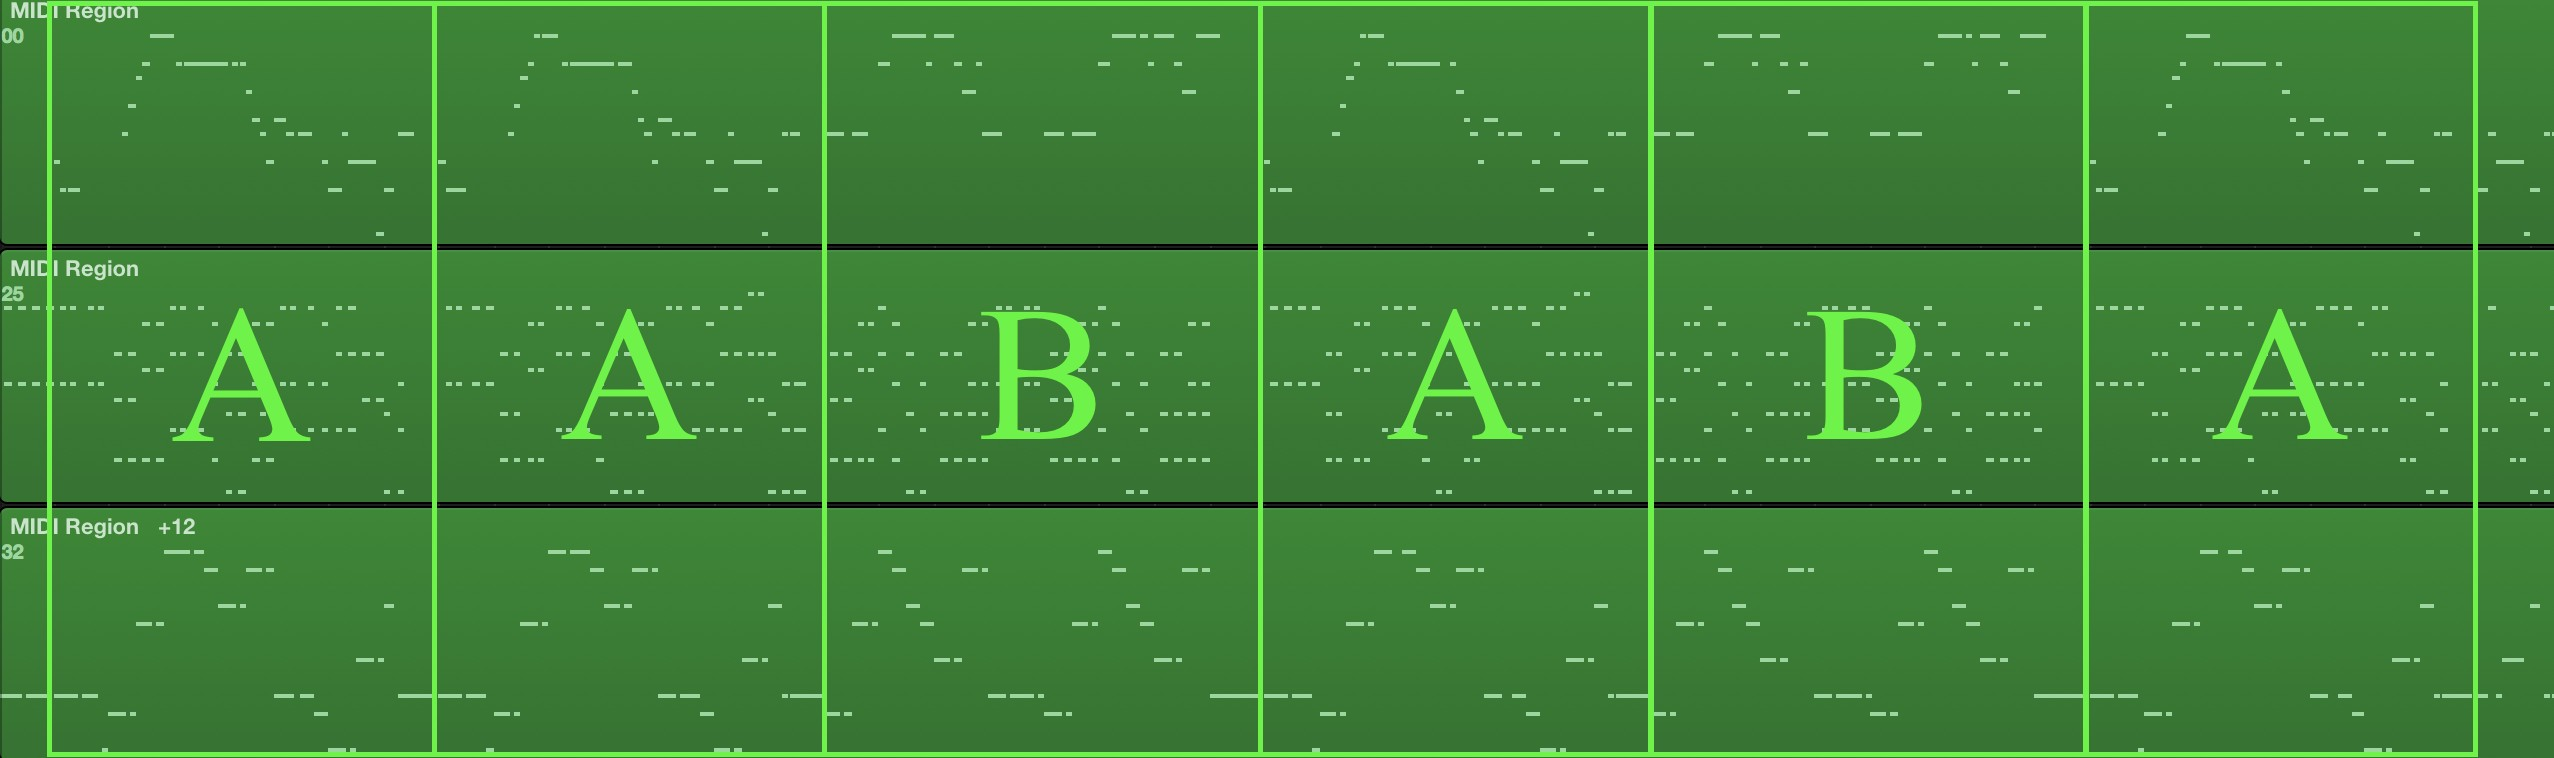 MIDI Region
00
MIDI Region
25
A A B A B A
MIDI Region +12
32